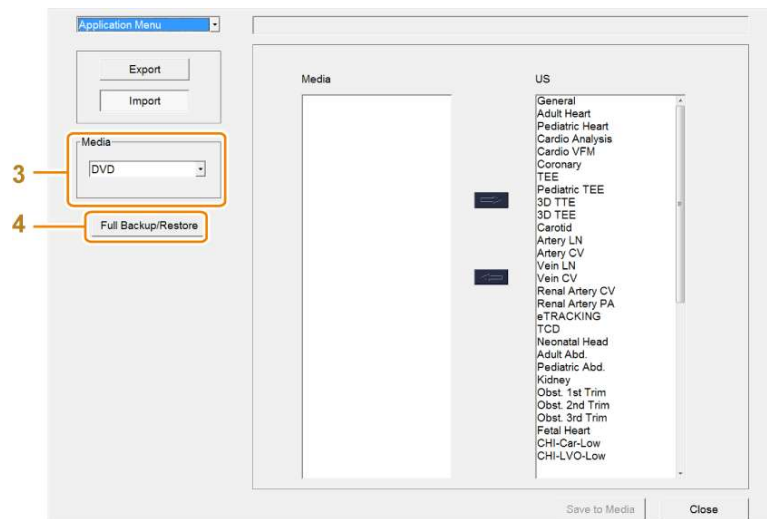 Application Menu
Export
Import
Media
DVD
3
4
Full Backup/Restore
Media
US
General
Adult Heart
Pediatric Heart
Cardio Analysis
Cardio VFM
Coronary
TEE
Pediatric TEE
3D TTE
3D TEE
Carotid
Artery LN
Artery CV
Vein LN
Vein CV
Renal Artery CV
Renal Artery PA
eTRACKING
TCD
Neonatal Head
Adult Abd.
Pediatric Abd.
Kidney
Obst. 1st Trim
Obst. 2nd Trim
Obst. 3rd Trim
Fetal Heart
CHI-Car-Low
CHI-LVO-Low
Save to Media
Close